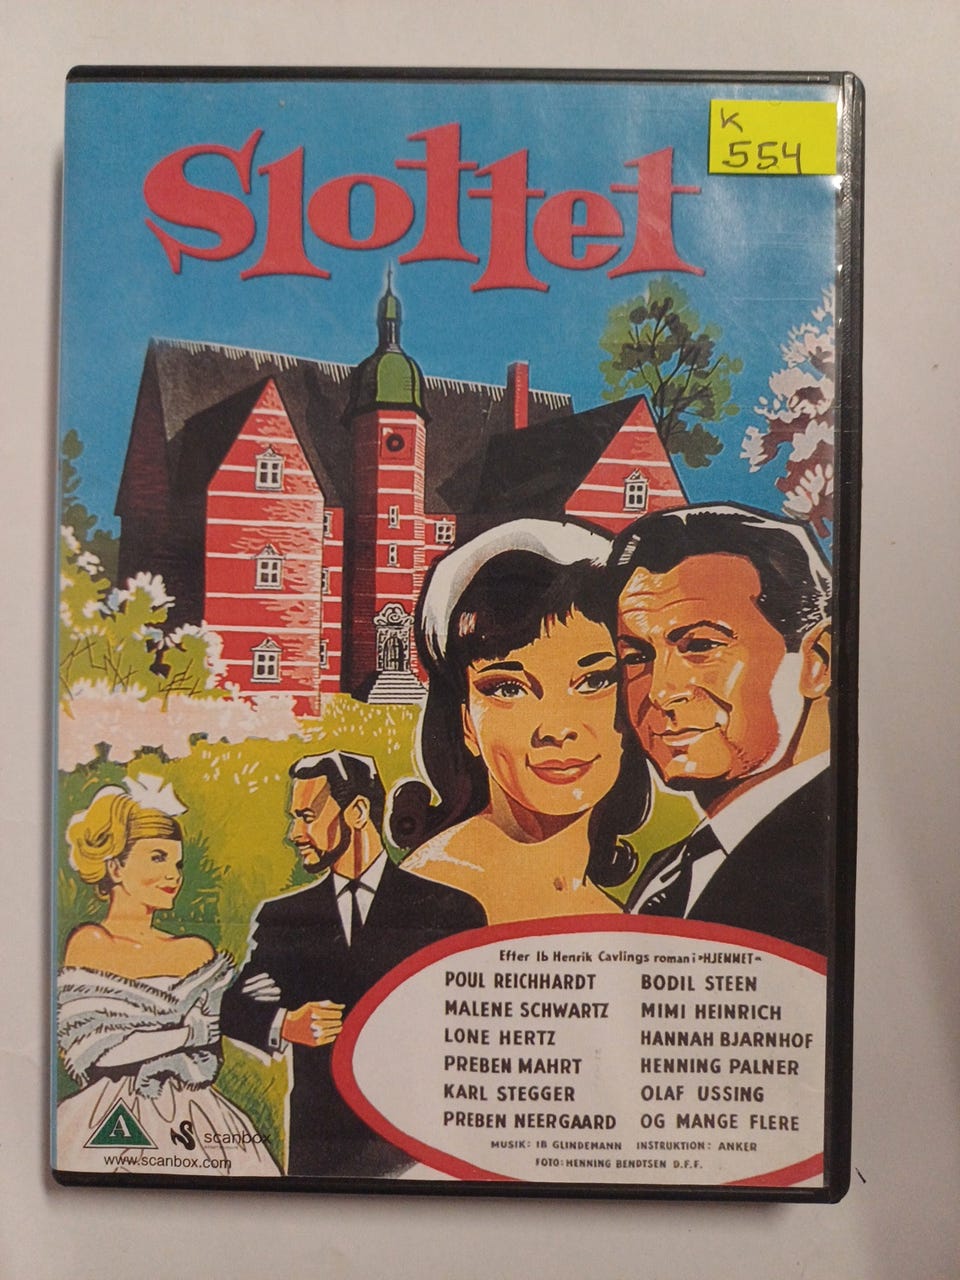 K
554
Slottet
Efter Ib Henrik Cavlings roman i »HJEMMET«
POUL REICHHARDT BODIL STEEN
MALENE SCHWARTZ MIMI HEINRICH
LONE HERTZ HANNAH BJARNHOF
PREBEN MAHRT HENNING PALNER
KARL STEGGER OLAF USSING
PREBEN NEERGAARD OG MANGE FLERE
MUSIK: IB GLINDEMANN INSTRUKTION: ANKER
FOTO: HENNING BENDTSEN D.F.F.
A
scanbox
www.scanbox.com